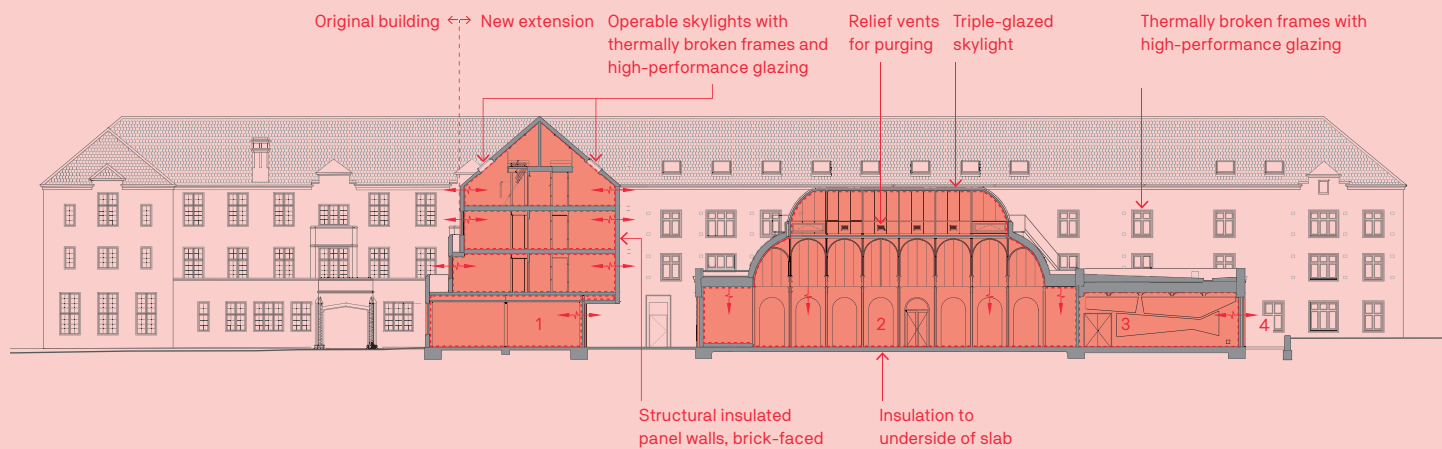 Original building ↔ New extension
Operable skylights with
thermally broken frames and
high-performance glazing
Relief vents
for purging
Triple-glazed
skylight
Thermally broken frames with
high-performance glazing
1
2
3
4
Structural insulated
panel walls, brick-faced
Insulation to
underside of slab